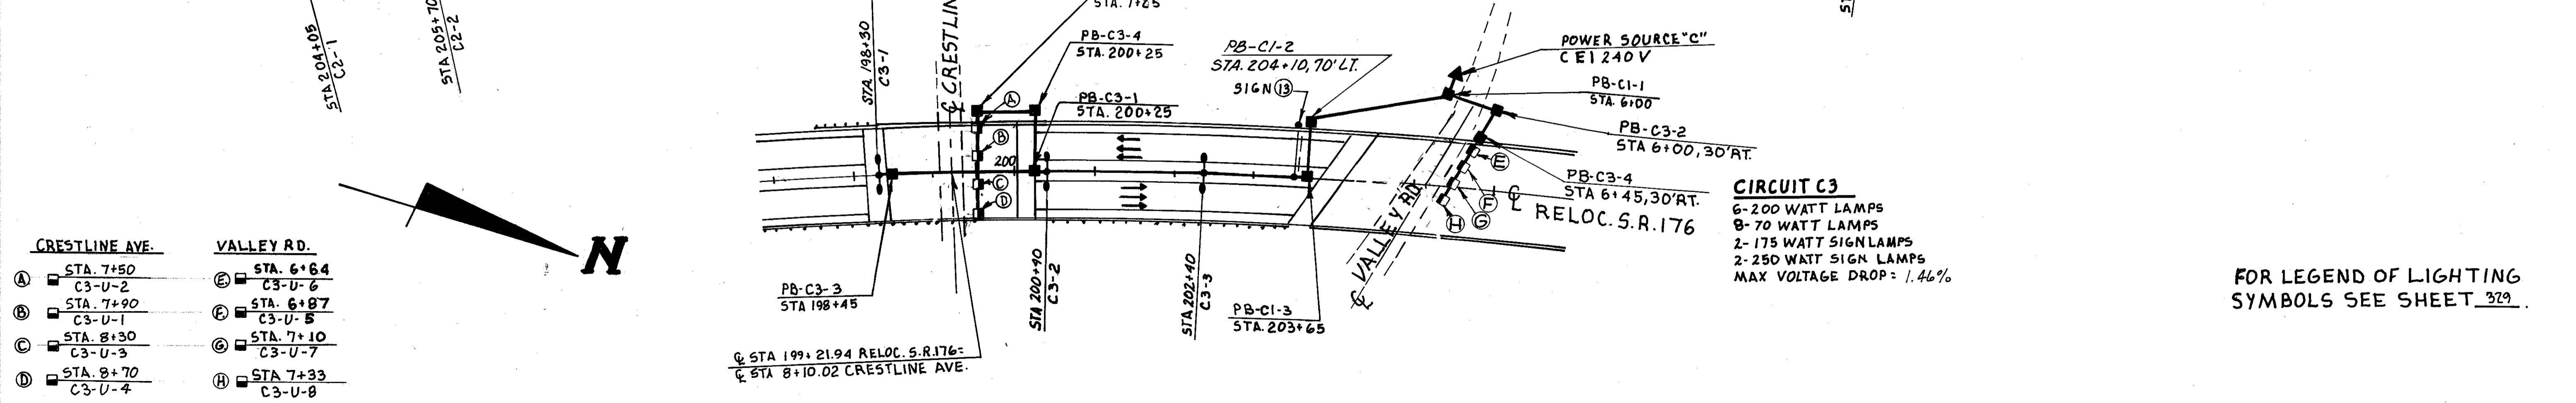 STA 204+05
C2-1
STA 205+70
C2-2
STA 198+30
C3-1
℄ CRESTLIN
STA. 7+65
PB-C3-4
STA. 200+25
PB-C3-1
STA. 200+25
PB-C1-2
STA. 204+10, 70' LT.
SIGN 13
POWER SOURCE "C"
CEI 240 V
PB-C1-1
STA. 6+00
PB-C3-2
STA 6+00, 30' RT.
PB-C3-4
STA 6+45, 30' RT.
A
B
C
D
200
E
F
G
H
℄ RELOC. S.R. 176
℄ VALLEY RD.
N
CRESTLINE AVE.
A STA. 7+50
C3-U-2
B STA. 7+90
C3-U-1
C STA. 8+30
C3-U-3
D STA. 8+70
C3-U-4
VALLEY RD.
E STA. 6+64
C3-U-6
F STA. 6+87
C3-U-5
G STA. 7+10
C3-U-7
H STA 7+33
C3-U-8
PB-C3-3
STA 198+45
℄ STA 199+21.94 RELOC. S.R.176=
℄ STA 8+10.02 CRESTLINE AVE.
STA 200+40
C3-2
STA 202+40
C3-3
PB-C1-3
STA. 203+65
CIRCUIT C3
6-200 WATT LAMPS
8-70 WATT LAMPS
2-175 WATT SIGN LAMPS
2-250 WATT SIGN LAMPS
MAX VOLTAGE DROP: 1.46%
FOR LEGEND OF LIGHTING
SYMBOLS SEE SHEET 329.